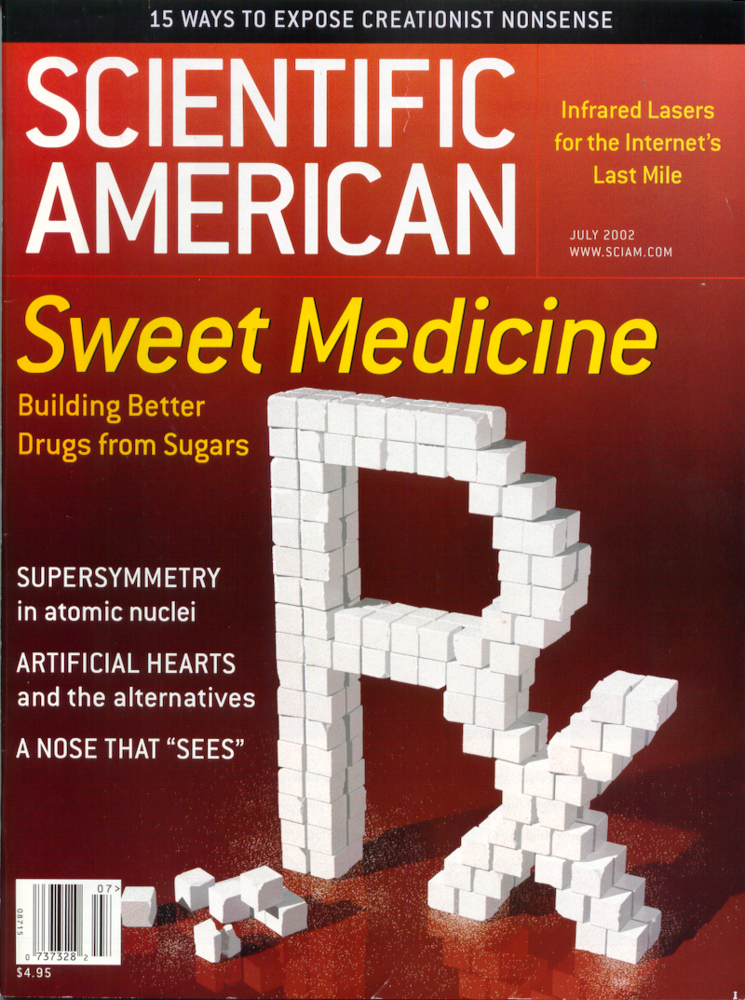 15 WAYS TO EXPOSE CREATIONIST NONSENSE
SCIENTIFIC
AMERICAN
Infrared Lasers
for the Internet's
Last Mile
JULY 2002
WWW.SCIAM.COM
Sweet Medicine
Building Better
Drugs from Sugars
Rx
SUPERSYMMETRY
in atomic nuclei
ARTIFICIAL HEARTS
and the alternatives
A NOSE THAT “SEES”
07>
08715
0 737328 2
$4.95
I